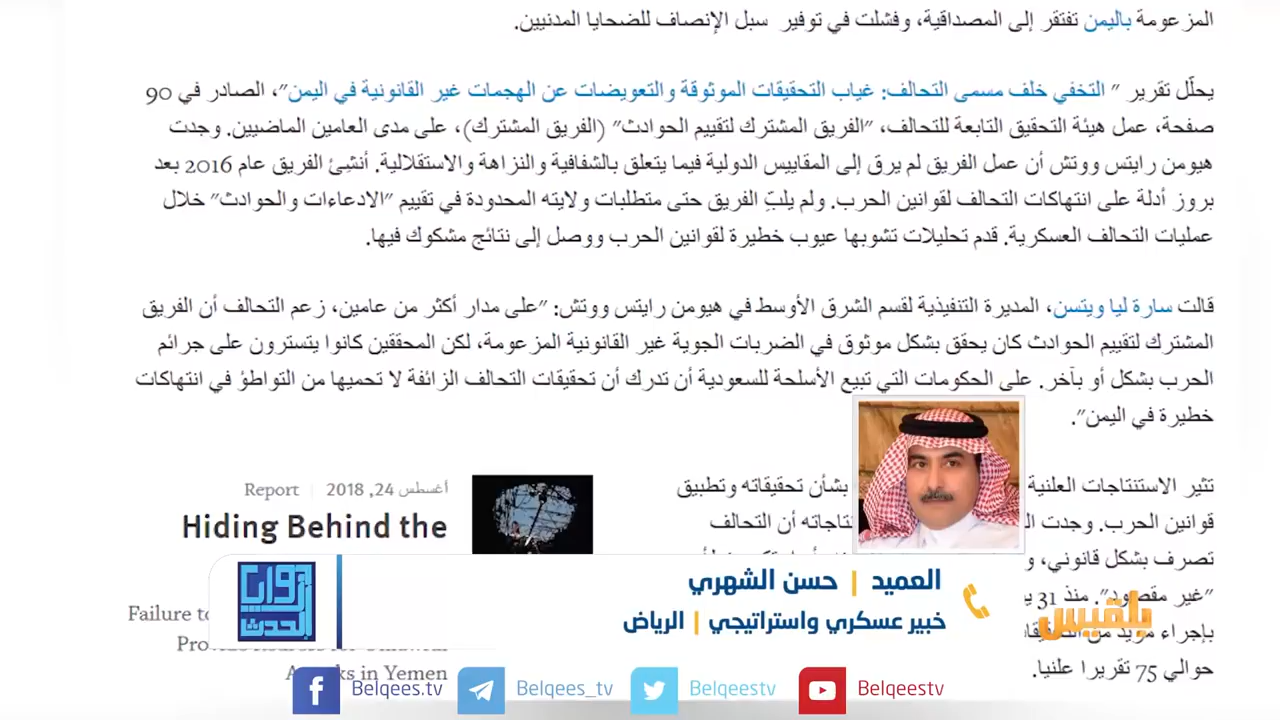 المزعومة باليمن تفتقر إلى المصداقية، وفشلت في توفير سبل الإنصاف للضحايا المدنيين.
يحلّل تقرير "التخفي خلف مسمى التحالف: غياب التحقيقات الموثوقة والتعويضات عن الهجمات غير القانونية في اليمن"، الصادر في 90
صفحة، عمل هيئة التحقيق التابعة للتحالف، "الفريق المشترك لتقييم الحوادث" (الفريق المشترك)، على مدى العامين الماضيين. وجدت
هيومن رايتس ووتش أن عمل الفريق لم يرق إلى المقاييس الدولية فيما يتعلق بالشفافية والنزاهة والاستقلالية. أنشِئ الفريق عام 2016 بعد
بروز أدلة على انتهاكات التحالف لقوانين الحرب. ولم يلبِّ الفريق حتى متطلبات ولايته المحدودة في تقييم "الادعاءات والحوادث" خلال
عمليات التحالف العسكرية. قدم تحليلات تشوبها عيوب خطيرة لقوانين الحرب ووصل إلى نتائج مشكوك فيها.
قالت سارة ليا ويتسن، المديرة التنفيذية لقسم الشرق الأوسط في هيومن رايتس ووتش: "على مدار أكثر من عامين، زعم التحالف أن الفريق
المشترك لتقييم الحوادث كان يحقق بشكل موثوق في الضربات الجوية غير القانونية المزعومة، لكن المحققين كانوا يتسترون على جرائم
الحرب بشكل أو بآخر. على الحكومات التي تبيع الأسلحة للسعودية أن تدرك أن تحقيقات التحالف الزائفة لا تحميها من التواطؤ في انتهاكات
خطيرة في اليمن".
تثير الاستنتاجات العلنية بشأن تحقيقاته وتطبيق
قوانين الحرب. وجدت التحالف أن
تصرف بشكل قانوني،
"غير مقصود". منذ 31
بإجراء مزيد من
حوالي 75 تقريرا علنيا.
أغسطس 24, 2018 | Report
Hiding Behind the
Failure to
Attacks in Yemen
العميد | حسن الشهري
خبير عسكري واستراتيجي | الرياض
زوايا الحدث
بلقيس
Belqees.tv
Belqees_tv
Belqeestv
Belqeestv